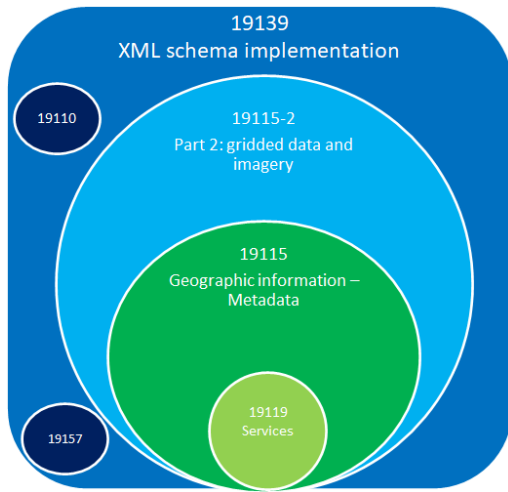 19139
XML schema implementation
19110
19115-2
Part 2: gridded data and
imagery
19115
Geographic information –
Metadata
19119
Services
19157